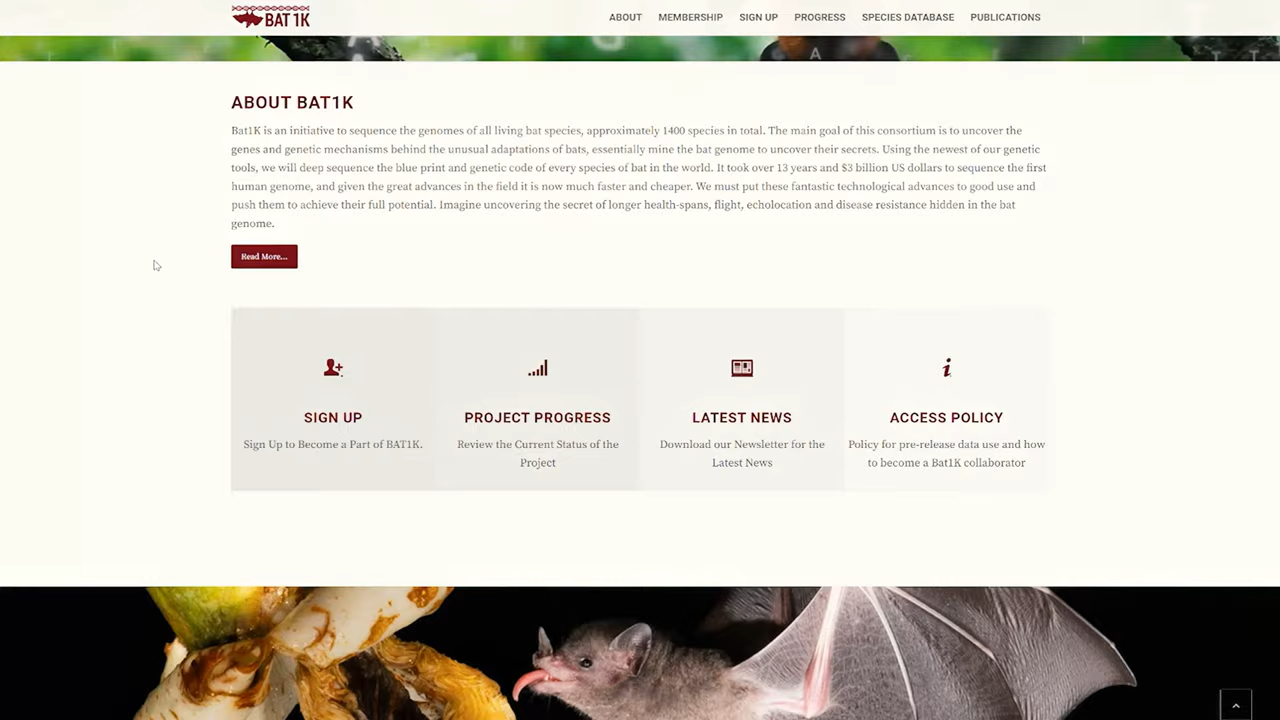 BAT 1K
ABOUT MEMBERSHIP SIGN UP PROGRESS SPECIES DATABASE PUBLICATIONS
A
A
T T
ABOUT BAT1K
Bat1K is an initiative to sequence the genomes of all living bat species, approximately 1400 species in total. The main goal of this consortium is to uncover the
genes and genetic mechanisms behind the unusual adaptations of bats, essentially mine the bat genome to uncover their secrets. Using the newest of our genetic
tools, we will deep sequence the blue print and genetic code of every species of bat in the world. It took over 13 years and $3 billion US dollars to sequence the first
human genome, and given the great advances in the field it is now much faster and cheaper. We must put these fantastic technological advances to good use and
push them to achieve their full potential. Imagine uncovering the secret of longer health-spans, flight, echolocation and disease resistance hidden in the bat
genome.
Read More...
SIGN UP
Sign Up to Become a Part of BAT1K.
PROJECT PROGRESS
Review the Current Status of the
Project
LATEST NEWS
Download our Newsletter for the
Latest News
ACCESS POLICY
Policy for pre-release data use and how
to become a Bat1K collaborator